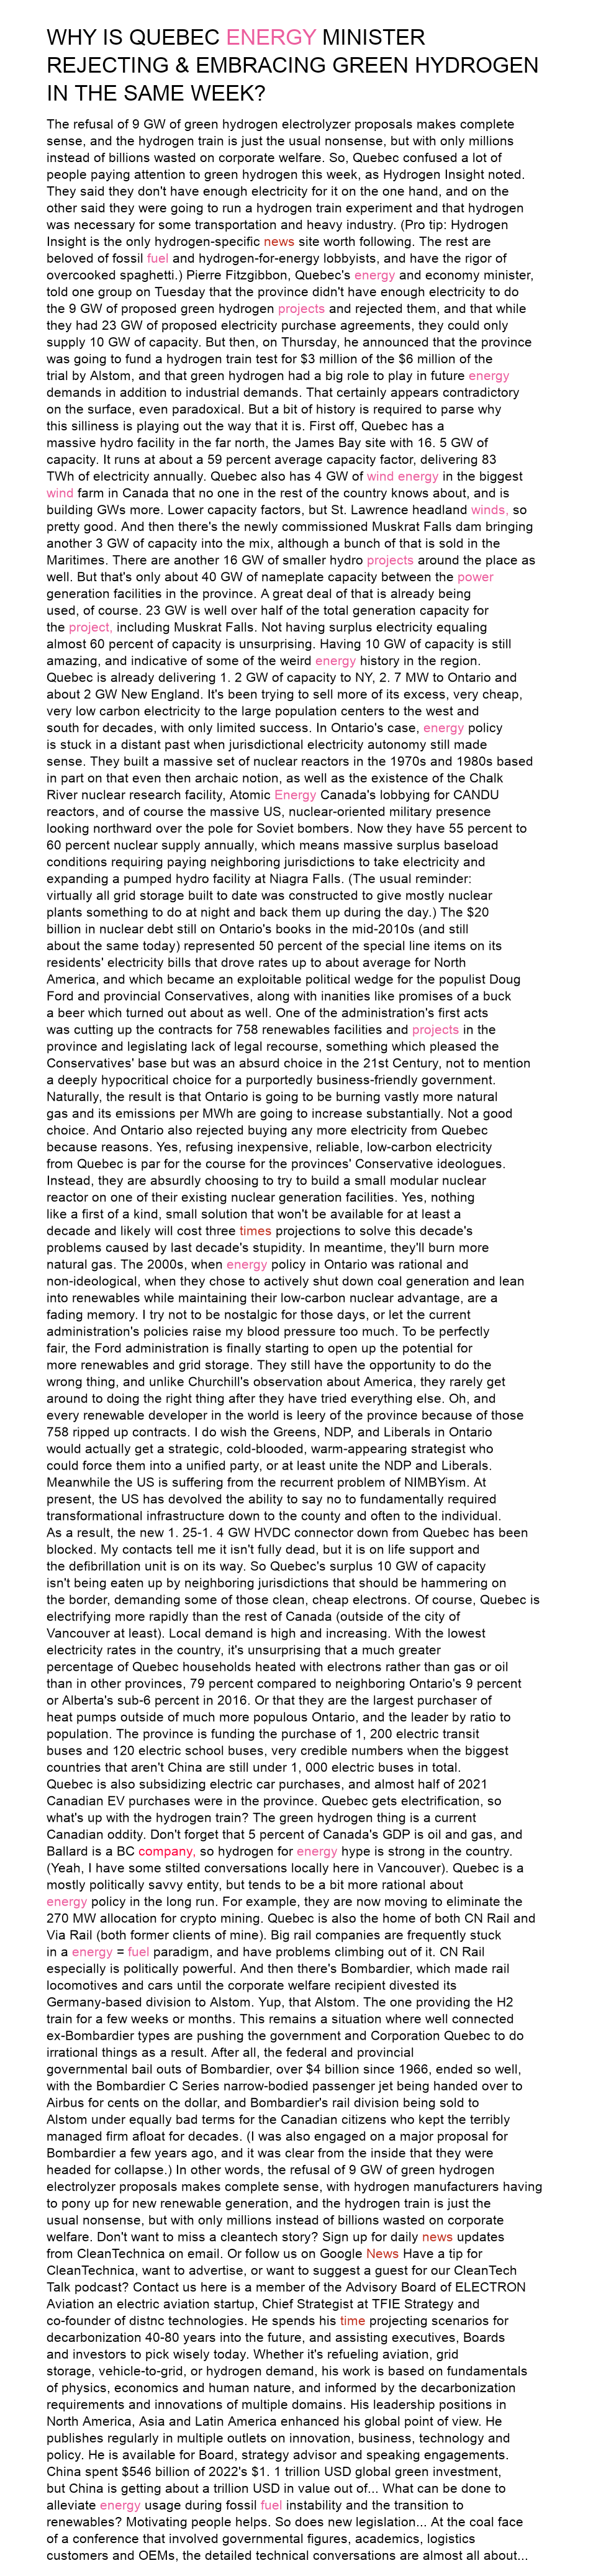 WHY IS QUEBEC ENERGY MINISTER
REJECTING & EMBRACING GREEN HYDROGEN
IN THE SAME WEEK?
The refusal of 9 GW of green hydrogen electrolyzer proposals makes complete
sense, and the hydrogen train is just the usual nonsense, but with only millions
instead of billions wasted on corporate welfare. So, Quebec confused a lot of
people paying attention to green hydrogen this week, as Hydrogen Insight noted.
They said they don't have enough electricity for it on the one hand, and on the
other said they were going to run a hydrogen train experiment and that hydrogen
was necessary for some transportation and heavy industry. (Pro tip: Hydrogen
Insight is the only hydrogen-specific news site worth following. The rest are
beloved of fossil fuel and hydrogen-for-energy lobbyists, and have the rigor of
overcooked spaghetti.) Pierre Fitzgibbon, Quebec's energy and economy minister,
told one group on Tuesday that the province didn't have enough electricity to do
the 9 GW of proposed green hydrogen projects and rejected them, and that while
they had 23 GW of proposed electricity purchase agreements, they could only
supply 10 GW of capacity. But then, on Thursday, he announced that the province
was going to fund a hydrogen train test for $3 million of the $6 million of the
trial by Alstom, and that green hydrogen had a big role to play in future energy
demands in addition to industrial demands. That certainly appears contradictory
on the surface, even paradoxical. But a bit of history is required to parse why
this silliness is playing out the way that it is. First off, Quebec has a
massive hydro facility in the far north, the James Bay site with 16. 5 GW of
capacity. It runs at about a 59 percent average capacity factor, delivering 83
TWh of electricity annually. Quebec also has 4 GW of wind energy in the biggest
wind farm in Canada that no one in the rest of the country knows about, and is
building GWs more. Lower capacity factors, but St. Lawrence headland winds, so
pretty good. And then there's the newly commissioned Muskrat Falls dam bringing
another 3 GW of capacity into the mix, although a bunch of that is sold in the
Maritimes. There are another 16 GW of smaller hydro projects around the place as
well. But that's only about 40 GW of nameplate capacity between the power
generation facilities in the province. A great deal of that is already being
used, of course. 23 GW is well over half of the total generation capacity for
the project, including Muskrat Falls. Not having surplus electricity equaling
almost 60 percent of capacity is unsurprising. Having 10 GW of capacity is still
amazing, and indicative of some of the weird energy history in the region.
Quebec is already delivering 1. 2 GW of capacity to NY, 2. 7 MW to Ontario and
about 2 GW New England. It's been trying to sell more of its excess, very cheap,
very low carbon electricity to the large population centers to the west and
south for decades, with only limited success. In Ontario's case, energy policy
is stuck in a distant past when jurisdictional electricity autonomy still made
sense. They built a massive set of nuclear reactors in the 1970s and 1980s based
in part on that even then archaic notion, as well as the existence of the Chalk
River nuclear research facility, Atomic Energy Canada's lobbying for CANDU
reactors, and of course the massive US, nuclear-oriented military presence
looking northward over the pole for Soviet bombers. Now they have 55 percent to
60 percent nuclear supply annually, which means massive surplus baseload
conditions requiring paying neighboring jurisdictions to take electricity and
expanding a pumped hydro facility at Niagra Falls. (The usual reminder:
virtually all grid storage built to date was constructed to give mostly nuclear
plants something to do at night and back them up during the day.) The $20
billion in nuclear debt still on Ontario's books in the mid-2010s (and still
about the same today) represented 50 percent of the special line items on its
residents' electricity bills that drove rates up to about average for North
America, and which became an exploitable political wedge for the populist Doug
Ford and provincial Conservatives, along with inanities like promises of a buck
a beer which turned out about as well. One of the administration's first acts
was cutting up the contracts for 758 renewables facilities and projects in the
province and legislating lack of legal recourse, something which pleased the
Conservatives' base but was an absurd choice in the 21st Century, not to mention
a deeply hypocritical choice for a purportedly business-friendly government.
Naturally, the result is that Ontario is going to be burning vastly more natural
gas and its emissions per MWh are going to increase substantially. Not a good
choice. And Ontario also rejected buying any more electricity from Quebec
because reasons. Yes, refusing inexpensive, reliable, low-carbon electricity
from Quebec is par for the course for the provinces' Conservative ideologues.
Instead, they are absurdly choosing to try to build a small modular nuclear
reactor on one of their existing nuclear generation facilities. Yes, nothing
like a first of a kind, small solution that won't be available for at least a
decade and likely will cost three times projections to solve this decade's
problems caused by last decade's stupidity. In meantime, they'll burn more
natural gas. The 2000s, when energy policy in Ontario was rational and
non-ideological, when they chose to actively shut down coal generation and lean
into renewables while maintaining their low-carbon nuclear advantage, are a
fading memory. I try not to be nostalgic for those days, or let the current
administration's policies raise my blood pressure too much. To be perfectly
fair, the Ford administration is finally starting to open up the potential for
more renewables and grid storage. They still have the opportunity to do the
wrong thing, and unlike Churchill's observation about America, they rarely get
around to doing the right thing after they have tried everything else. Oh, and
every renewable developer in the world is leery of the province because of those
758 ripped up contracts. I do wish the Greens, NDP, and Liberals in Ontario
would actually get a strategic, cold-blooded, warm-appearing strategist who
could force them into a unified party, or at least unite the NDP and Liberals.
Meanwhile the US is suffering from the recurrent problem of NIMBYism. At
present, the US has devolved the ability to say no to fundamentally required
transformational infrastructure down to the county and often to the individual.
As a result, the new 1. 25-1. 4 GW HVDC connector down from Quebec has been
blocked. My contacts tell me it isn't fully dead, but it is on life support and
the defibrillation unit is on its way. So Quebec's surplus 10 GW of capacity
isn't being eaten up by neighboring jurisdictions that should be hammering on
the border, demanding some of those clean, cheap electrons. Of course, Quebec is
electrifying more rapidly than the rest of Canada (outside of the city of
Vancouver at least). Local demand is high and increasing. With the lowest
electricity rates in the country, it's unsurprising that a much greater
percentage of Quebec households heated with electrons rather than gas or oil
than in other provinces, 79 percent compared to neighboring Ontario's 9 percent
or Alberta's sub-6 percent in 2016. Or that they are the largest purchaser of
heat pumps outside of much more populous Ontario, and the leader by ratio to
population. The province is funding the purchase of 1, 200 electric transit
buses and 120 electric school buses, very credible numbers when the biggest
countries that aren't China are still under 1, 000 electric buses in total.
Quebec is also subsidizing electric car purchases, and almost half of 2021
Canadian EV purchases were in the province. Quebec gets electrification, so
what's up with the hydrogen train? The green hydrogen thing is a current
Canadian oddity. Don't forget that 5 percent of Canada's GDP is oil and gas, and
Ballard is a BC company, so hydrogen for energy hype is strong in the country.
(Yeah, I have some stilted conversations locally here in Vancouver). Quebec is a
mostly politically savvy entity, but tends to be a bit more rational about
energy policy in the long run. For example, they are now moving to eliminate the
270 MW allocation for crypto mining. Quebec is also the home of both CN Rail and
Via Rail (both former clients of mine). Big rail companies are frequently stuck
in a energy = fuel paradigm, and have problems climbing out of it. CN Rail
especially is politically powerful. And then there's Bombardier, which made rail
locomotives and cars until the corporate welfare recipient divested its
Germany-based division to Alstom. Yup, that Alstom. The one providing the H2
train for a few weeks or months. This remains a situation where well connected
ex-Bombardier types are pushing the government and Corporation Quebec to do
irrational things as a result. After all, the federal and provincial
governmental bail outs of Bombardier, over $4 billion since 1966, ended so well,
with the Bombardier C Series narrow-bodied passenger jet being handed over to
Airbus for cents on the dollar, and Bombardier's rail division being sold to
Alstom under equally bad terms for the Canadian citizens who kept the terribly
managed firm afloat for decades. (I was also engaged on a major proposal for
Bombardier a few years ago, and it was clear from the inside that they were
headed for collapse.) In other words, the refusal of 9 GW of green hydrogen
electrolyzer proposals makes complete sense, with hydrogen manufacturers having
to pony up for new renewable generation, and the hydrogen train is just the
usual nonsense, but with only millions instead of billions wasted on corporate
welfare. Don't want to miss a cleantech story? Sign up for daily news updates
from CleanTechnica on email. Or follow us on Google News Have a tip for
CleanTechnica, want to advertise, or want to suggest a guest for our CleanTech
Talk podcast? Contact us here is a member of the Advisory Board of ELECTRON
Aviation an electric aviation startup, Chief Strategist at TFIE Strategy and
co-founder of distnc technologies. He spends his time projecting scenarios for
decarbonization 40-80 years into the future, and assisting executives, Boards
and investors to pick wisely today. Whether it's refueling aviation, grid
storage, vehicle-to-grid, or hydrogen demand, his work is based on fundamentals
of physics, economics and human nature, and informed by the decarbonization
requirements and innovations of multiple domains. His leadership positions in
North America, Asia and Latin America enhanced his global point of view. He
publishes regularly in multiple outlets on innovation, business, technology and
policy. He is available for Board, strategy advisor and speaking engagements.
China spent $546 billion of 2022's $1. 1 trillion USD global green investment,
but China is getting about a trillion USD in value out of... What can be done to
alleviate energy usage during fossil fuel instability and the transition to
renewables? Motivating people helps. So does new legislation... At the coal face
of a conference that involved governmental figures, academics, logistics
customers and OEMs, the detailed technical conversations are almost all about...